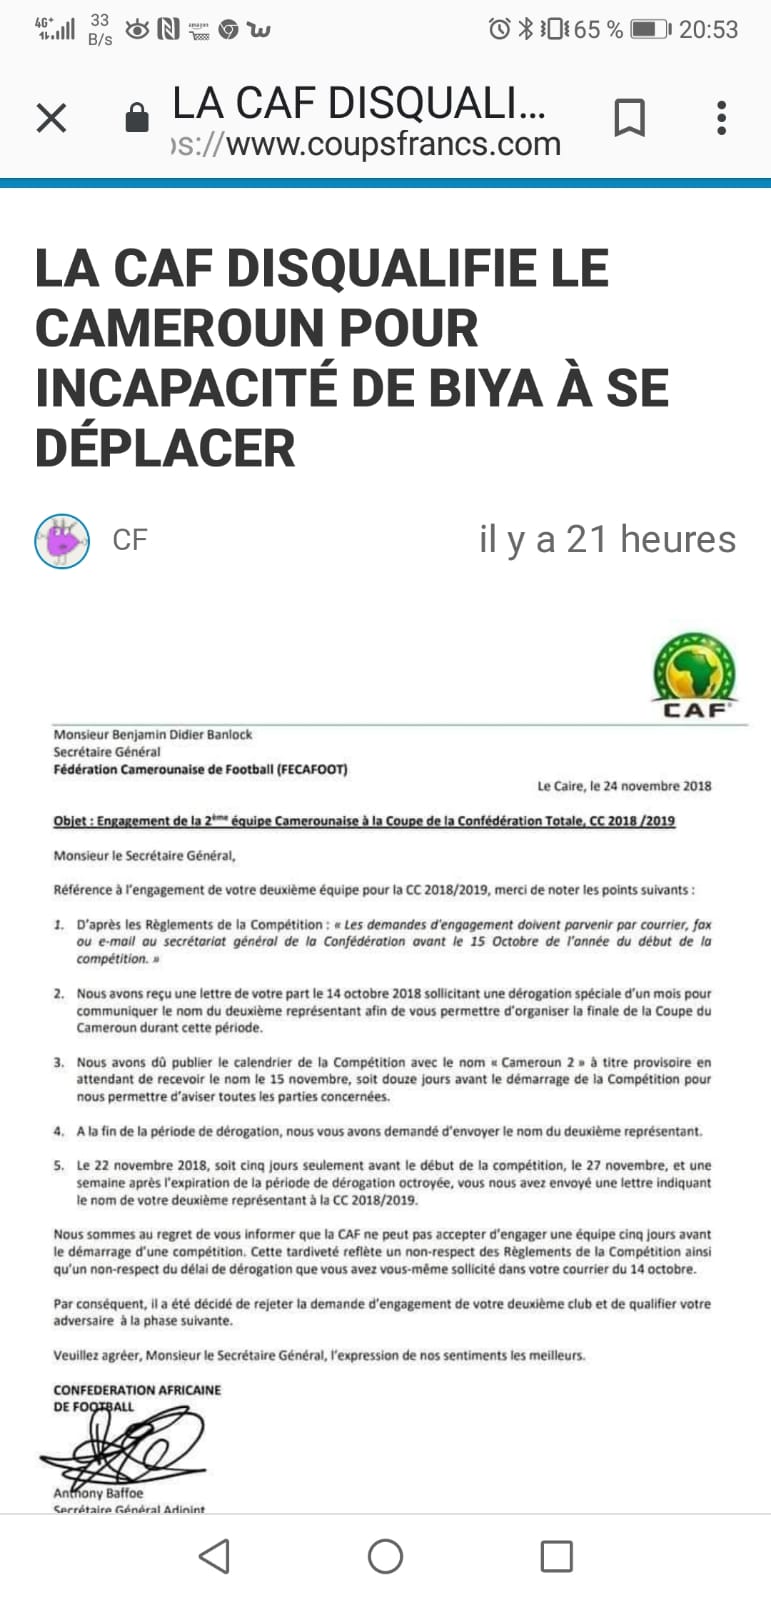 4G+
33
B/s
65 % 20:53
LA CAF DISQUALI...
s://www.coupsfrancs.com
LA CAF DISQUALIFIE LE
CAMEROUN POUR
INCAPACITÉ DE BIYA À SE
DÉPLACER
CF
il y a 21 heures
CAF
Monsieur Benjamin Didier Banlock
Secrétaire Général
Fédération Camerounaise de Football (FECAFOOT)
Le Caire, le 24 novembre 2018
Objet : Engagement de la 2ème équipe Camerounaise à la Coupe de la Confédération Totale, CC 2018 /2019
Monsieur le Secrétaire Général,
Référence à l'engagement de votre deuxième équipe pour la CC 2018/2019, merci de noter les points suivants :
1. D'après les Règlements de la Compétition : « Les demandes d'engagement doivent parvenir par courrier, fax
ou e-mail au secrétariat général de la Confédération avant le 15 Octobre de l'année du début de la
compétition. »
2. Nous avons reçu une lettre de votre part le 14 octobre 2018 sollicitant une dérogation spéciale d'un mois pour
communiquer le nom du deuxième représentant afin de vous permettre d'organiser la finale de la Coupe du
Cameroun durant cette période.
3. Nous avons dû publier le calendrier de la Compétition avec le nom « Cameroun 2 » à titre provisoire en
attendant de recevoir le nom le 15 novembre, soit douze jours avant le démarrage de la Compétition pour
nous permettre d'aviser toutes les parties concernées.
4. A la fin de la période de dérogation, nous vous avons demandé d'envoyer le nom du deuxième représentant.
5. Le 22 novembre 2018, soit cinq jours seulement avant le début de la compétition, le 27 novembre, et une
semaine après l'expiration de la période de dérogation octroyée, vous nous avez envoyé une lettre indiquant
le nom de votre deuxième représentant à la CC 2018/2019.
Nous sommes au regret de vous informer que la CAF ne peut pas accepter d'engager une équipe cinq jours avant
le démarrage d'une compétition. Cette tardiveté reflète un non-respect des Règlements de la Compétition ainsi
qu'un non-respect du délai de dérogation que vous avez vous-même sollicité dans votre courrier du 14 octobre.
Par conséquent, il a été décidé de rejeter la demande d'engagement de votre deuxième club et de qualifier votre
adversaire à la phase suivante.
Veuillez agréer, Monsieur le Secrétaire Général, l'expression de nos sentiments les meilleurs.
CONFEDERATION AFRICAINE
DE FOOTBALL
Anthony Baffoe
Secrétaire Général Adjoint